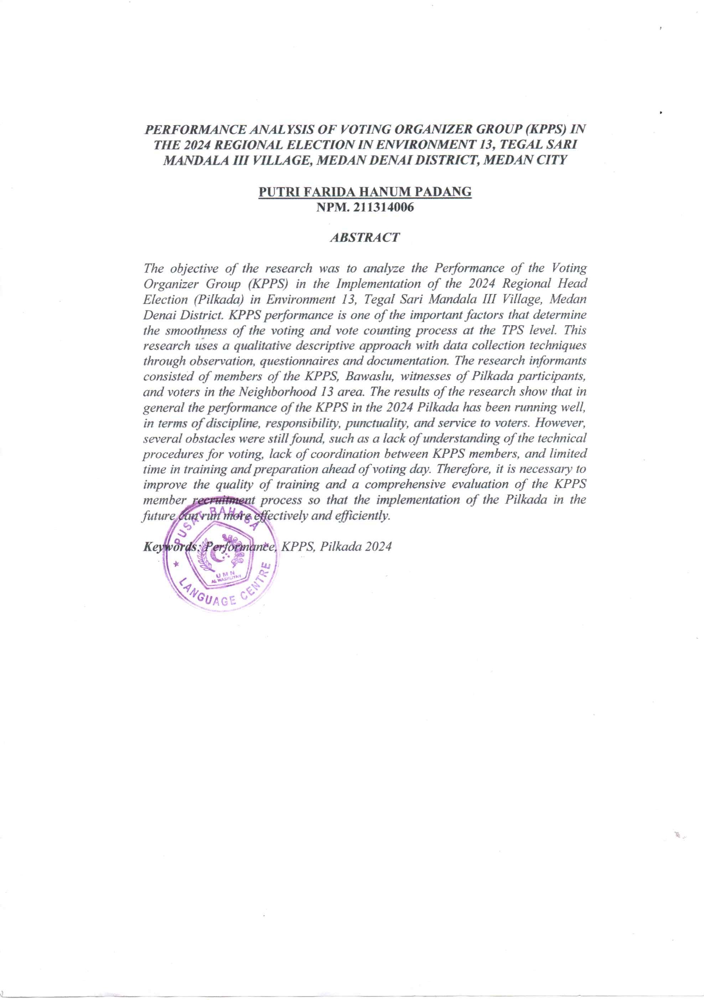 PERFORMANCE ANALYSIS OF VOTING ORGANIZER GROUP (KPPS) IN
THE 2024 REGIONAL ELECTION IN ENVIRONMENT 13, TEGAL SARI
MANDALA III VILLAGE, MEDAN DENAI DISTRICT, MEDAN CITY
PUTRI FARIDA HANUM PADANG
NPM. 211314006
ABSTRACT
The objective of the research was to analyze the Performance of the Voting
Organizer Group (KPPS) in the Implementation of the 2024 Regional Head
Election (Pilkada) in Environment 13, Tegal Sari Mandala III Village, Medan
Denai District. KPPS performance is one of the important factors that determine
the smoothness of the voting and vote counting process at the TPS level. This
research uses a qualitative descriptive approach with data collection techniques
through observation, questionnaires and documentation. The research informants
consisted of members of the KPPS, Bawaslu, witnesses of Pilkada participants,
and voters in the Neighborhood 13 area. The results of the research show that in
general the performance of the KPPS in the 2024 Pilkada has been running well,
in terms of discipline, responsibility, punctuality, and service to voters. However,
several obstacles were still found, such as a lack of understanding of the technical
procedures for voting, lack of coordination between KPPS members, and limited
time in training and preparation ahead of voting day. Therefore, it is necessary to
improve the quality of training and a comprehensive evaluation of the KPPS
member recruitment process so that the implementation of the Pilkada in the
future can run more effectively and efficiently.
Keywords: Performance, KPPS, Pilkada 2024
PUSAT BAHASA
UMN
AL WASHLIYAH
LANGUAGE CENTRE